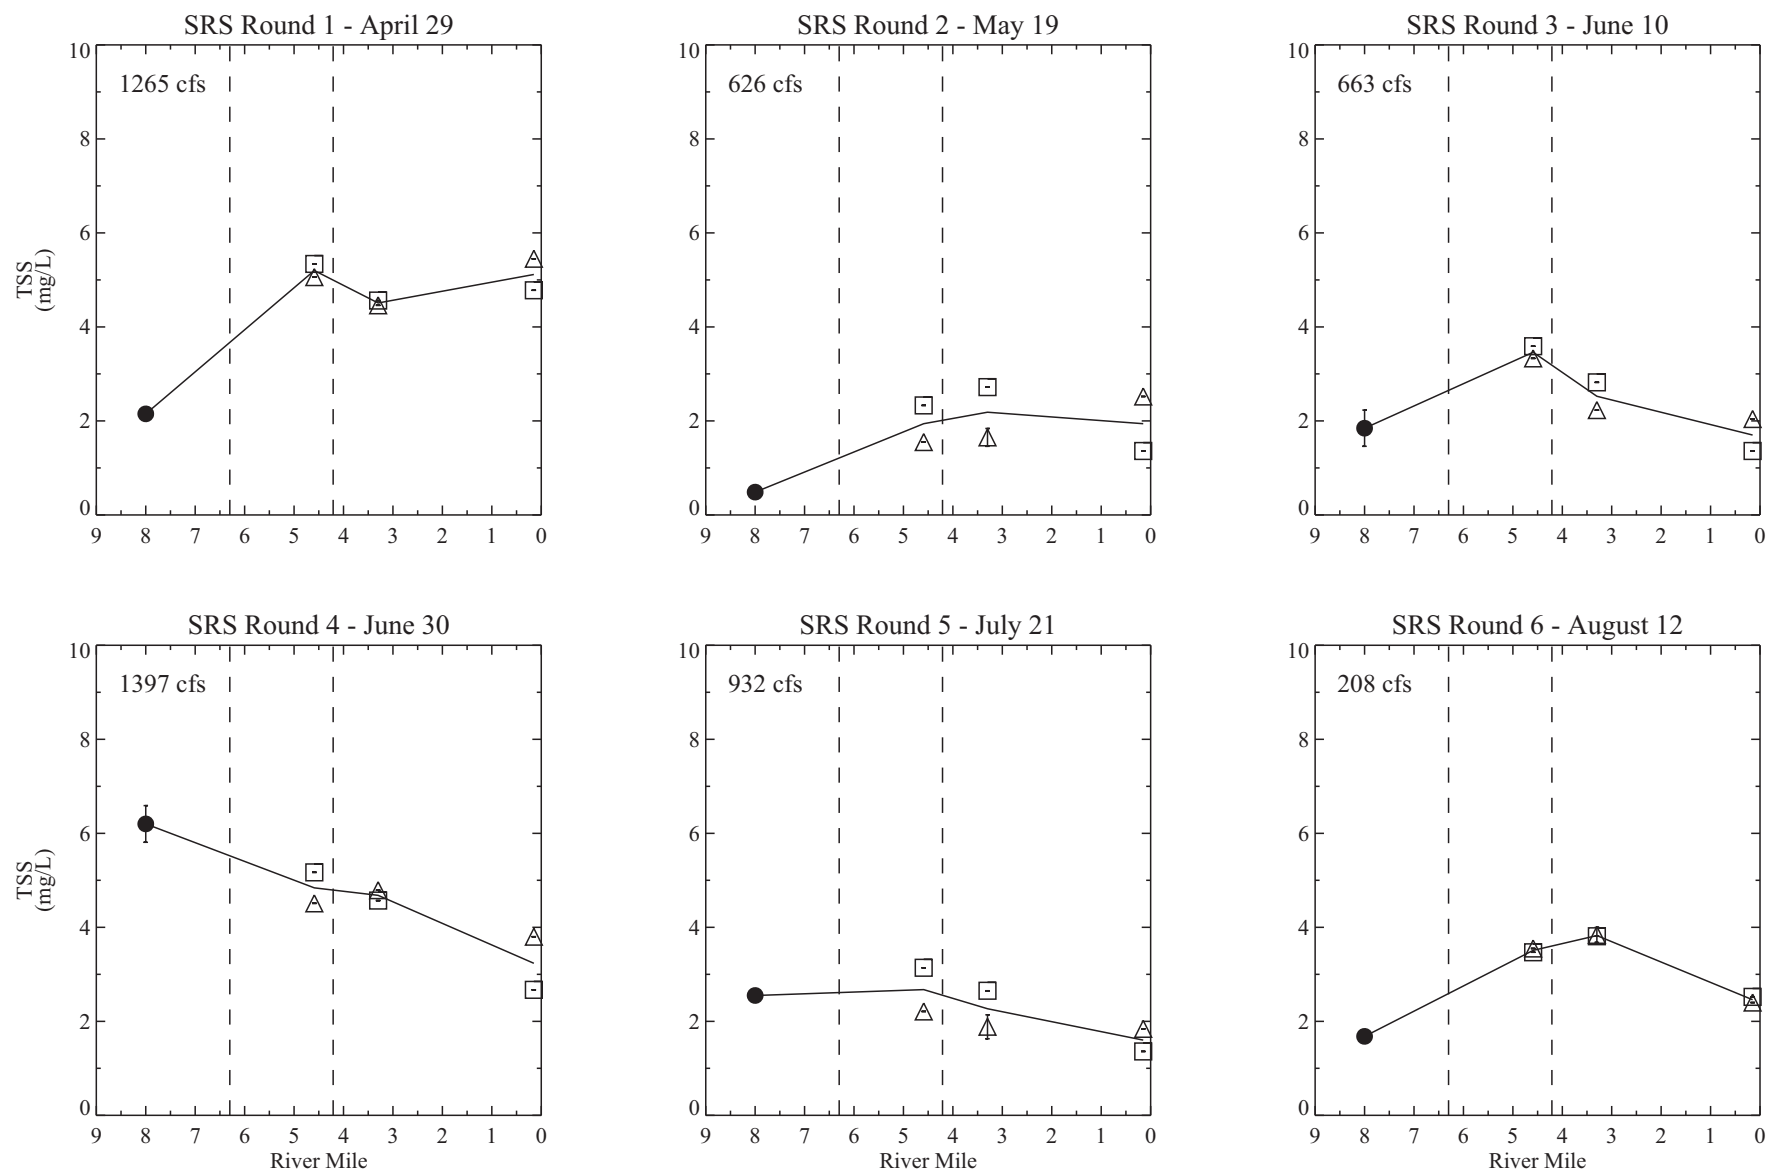 SRS Round 1 - April 29
1265 cfs
10
8
6
4
2
0
TSS
(mg/L)
9 8 7 6 5 4 3 2 1 0
SRS Round 2 - May 19
626 cfs
10
8
6
4
2
0
9 8 7 6 5 4 3 2 1 0
SRS Round 3 - June 10
663 cfs
10
8
6
4
2
0
9 8 7 6 5 4 3 2 1 0
SRS Round 4 - June 30
1397 cfs
10
8
6
4
2
0
TSS
(mg/L)
9 8 7 6 5 4 3 2 1 0
River Mile
SRS Round 5 - July 21
932 cfs
10
8
6
4
2
0
9 8 7 6 5 4 3 2 1 0
River Mile
SRS Round 6 - August 12
208 cfs
10
8
6
4
2
0
9 8 7 6 5 4 3 2 1 0
River Mile